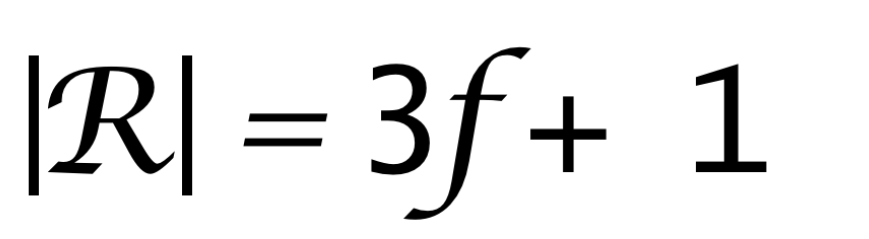 |ℛ| = 3f + 1